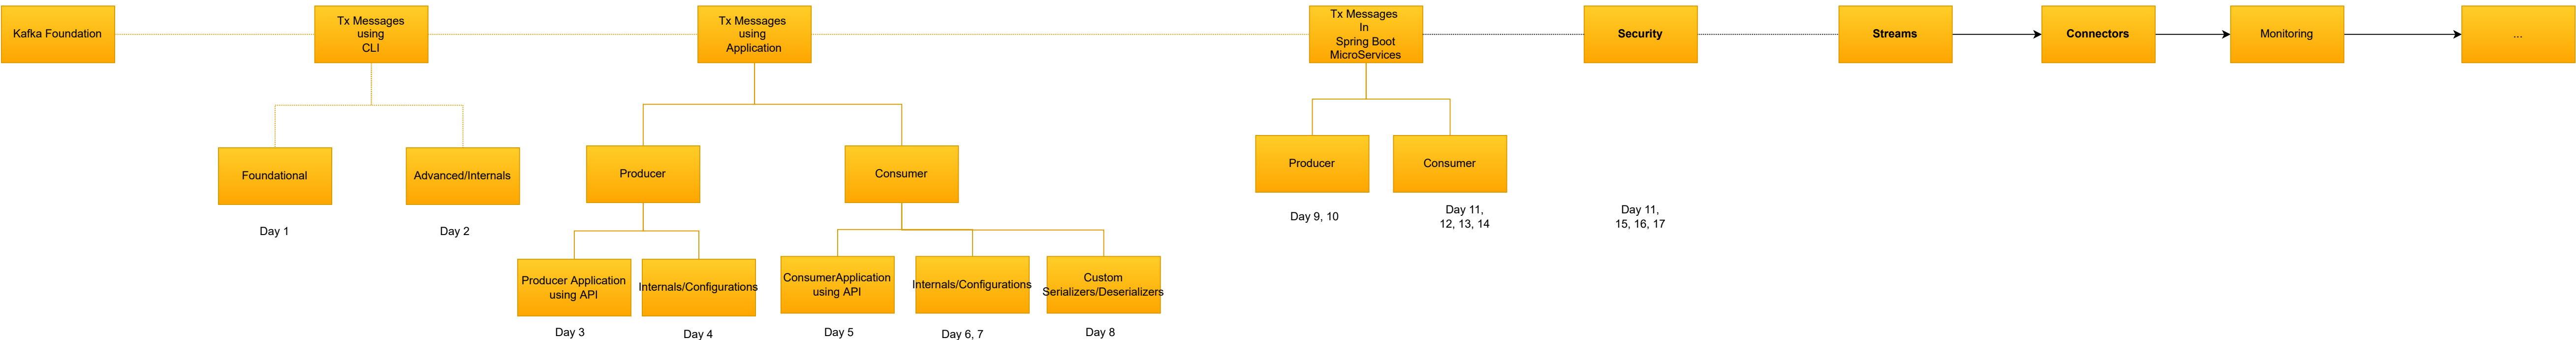 Kafka Foundation
Tx Messages
using
CLI
Tx Messages
using
Application
Tx Messages
In
Spring Boot
MicroServices
Security
Streams
Connectors
Monitoring
...
Foundational
Advanced/Internals
Producer
Consumer
Producer
Consumer
Day 1
Day 2
Day 9, 10
Day 11,
12, 13, 14
Day 11,
15, 16, 17
Producer Application
using API
Internals/Configurations
ConsumerApplication
using API
Internals/Configurations
Custom
Serializers/Deserializers
Day 3
Day 4
Day 5
Day 6, 7
Day 8